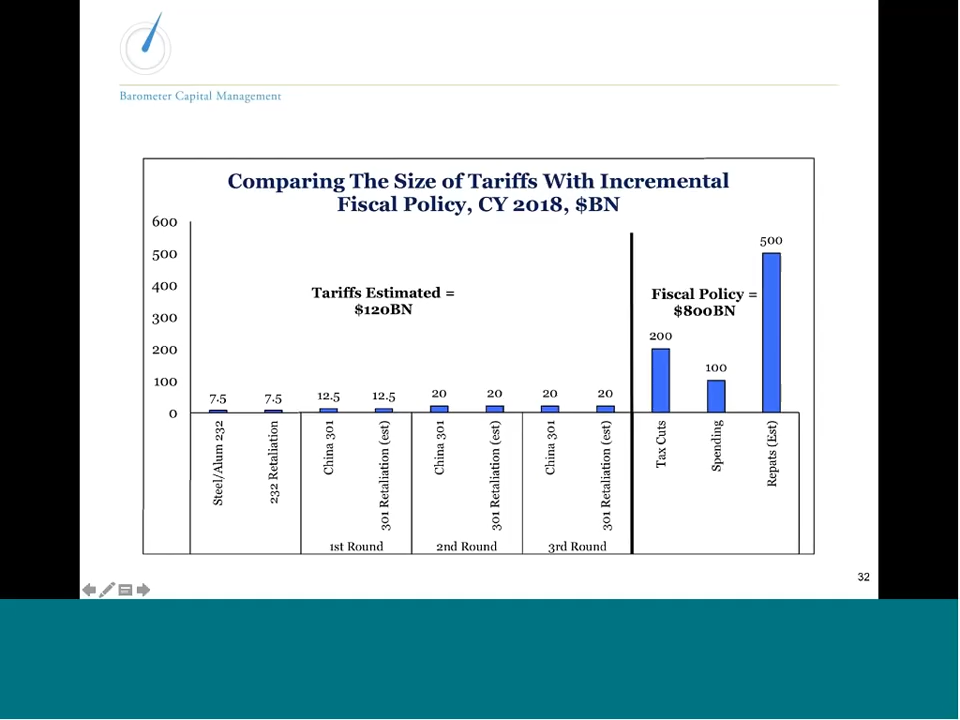 Barometer Capital Management
Comparing The Size of Tariffs With Incremental
Fiscal Policy, CY 2018, $BN
600
500
400
300
200
100
0
Tariffs Estimated =
$120BN
Fiscal Policy =
$800BN
7.5
7.5
12.5
12.5
20
20
20
20
200
100
500
Steel/Alum 232
232 Retaliation
China 301
301 Retaliation (est)
China 301
301 Retaliation (est)
China 301
301 Retaliation (est)
Tax Cuts
Spending
Repats (Est)
1st Round
2nd Round
3rd Round
32